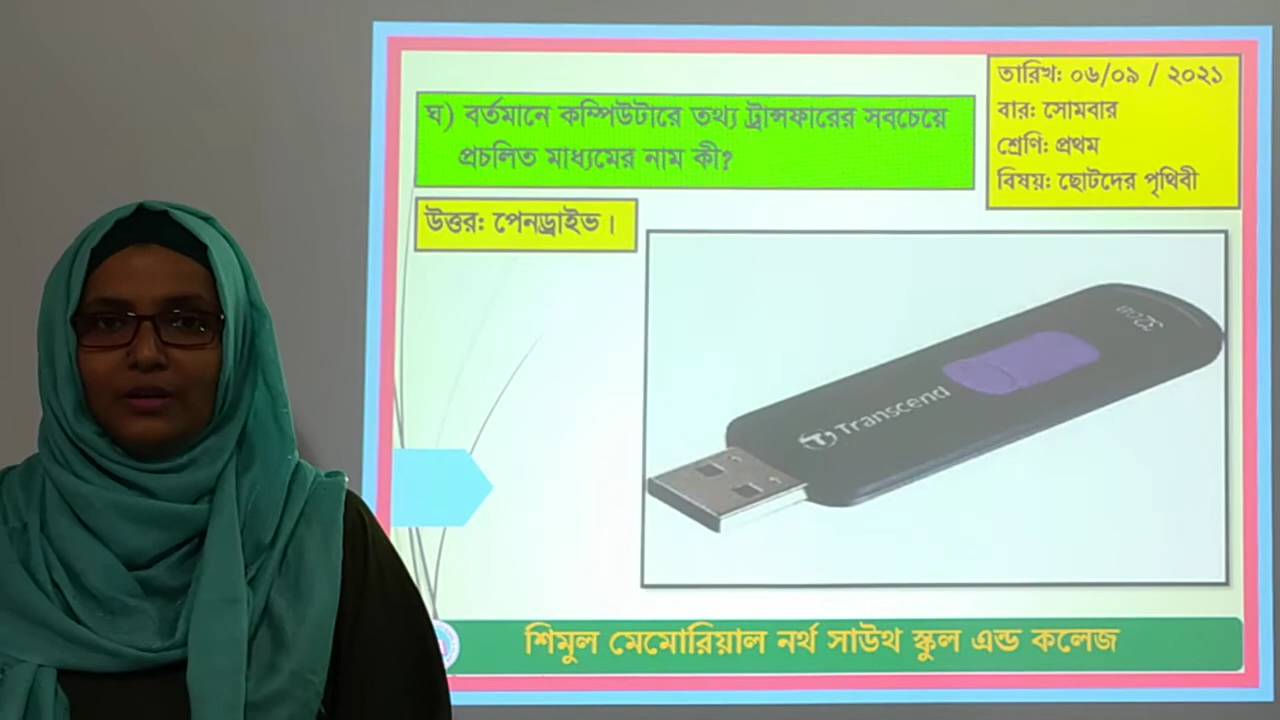 ঘ) বর্তমানে কম্পিউটারে তথ্য ট্রান্সফারের সবচেয়ে
প্রচলিত মাধ্যমের নাম কী?
তারিখ: ০৬/০৯ / ২০২১
বার: সোমবার
শ্রেণি: প্রথম
বিষয়: ছোটদের পৃথিবী
উত্তর: পেনড্রাইভ।
32GB
Transcend
শিমুল মেমোরিয়াল নর্থ সাউথ স্কুল এন্ড কলেজ